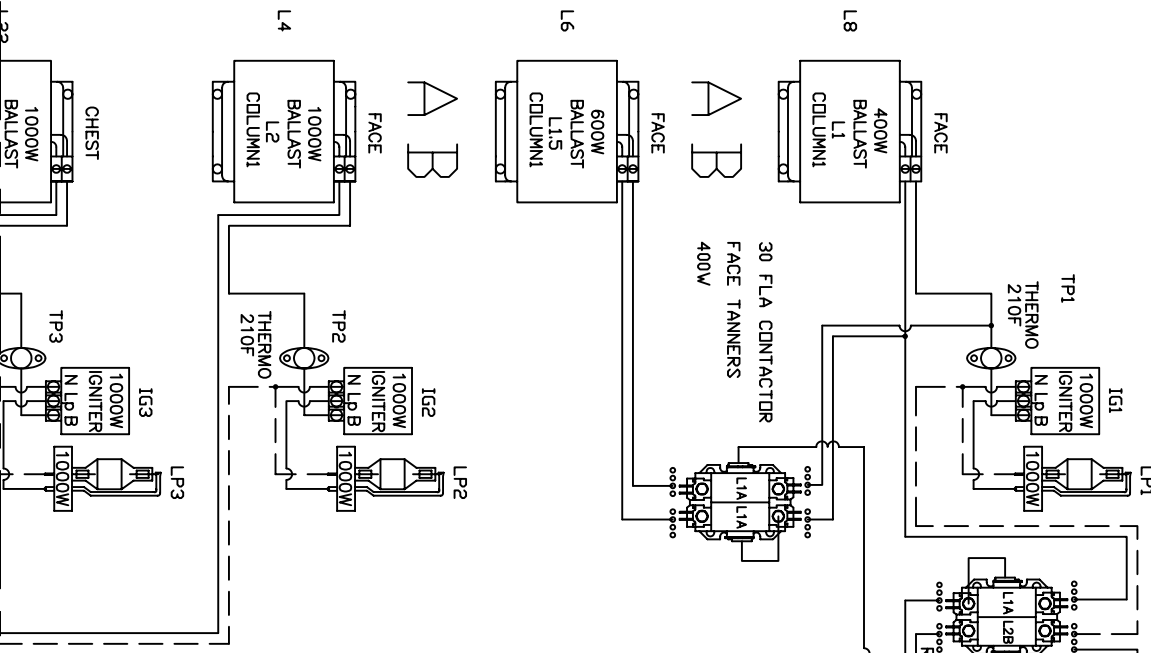 L8
FACE
400W
BALLAST
L1
COLUMN1
TP1
THERMO
210F
IG1
1000W
IGNITER
N Lp B
LP1
1000W
L6
FACE
600W
BALLAST
L1.5
COLUMN1
A B
30 FLA CONTACTOR
FACE TANNERS
400W
L1A L1A
L1A L2B
L4
FACE
1000W
BALLAST
L2
COLUMN1
A B
TP2
THERMO
210F
IG2
1000W
IGNITER
N Lp B
LP2
1000W
CHEST
1000W
BALLAST
TP3
IG3
1000W
IGNITER
N Lp B
LP3
1000W